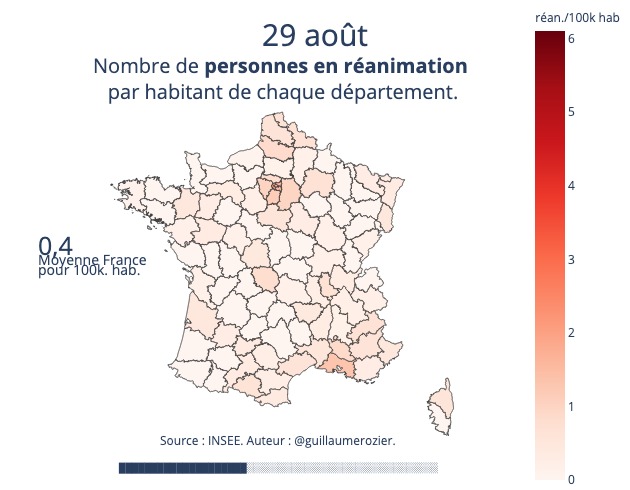 29 août
Nombre de personnes en réanimation
par habitant de chaque département.
réan./100k hab
6
5
4
3
2
1
0
0,4
Moyenne France
pour 100k. hab.
Source : INSEE. Auteur : @guillaumerozier.